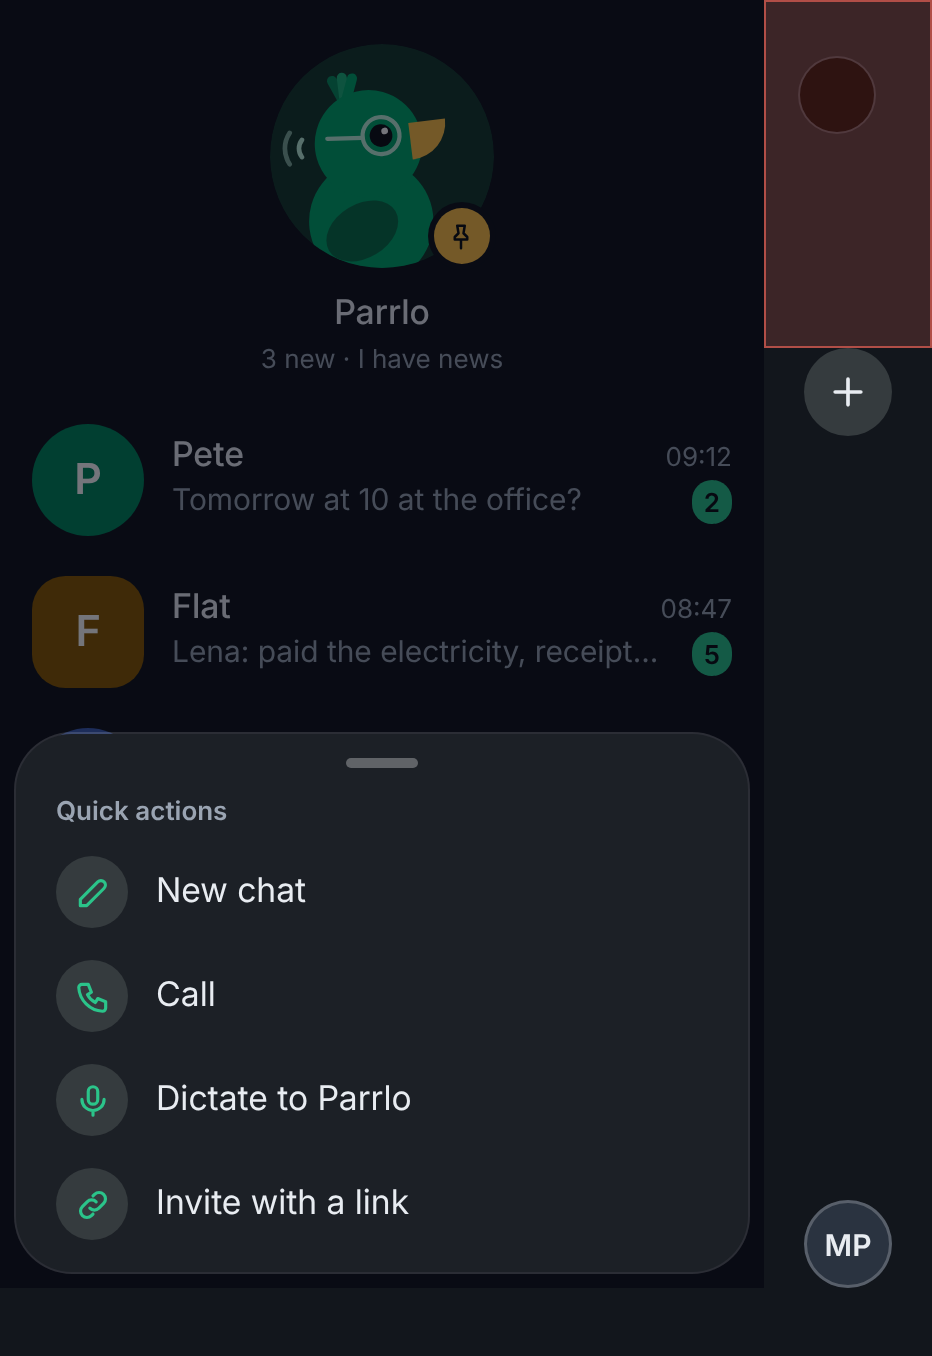 Parrlo
3 new · I have news
P
Pete
09:12
Tomorrow at 10 at the office?
2
F
Flat
08:47
Lena: paid the electricity, receipt...
5
Quick actions
New chat
Call
Dictate to Parrlo
Invite with a link
MP